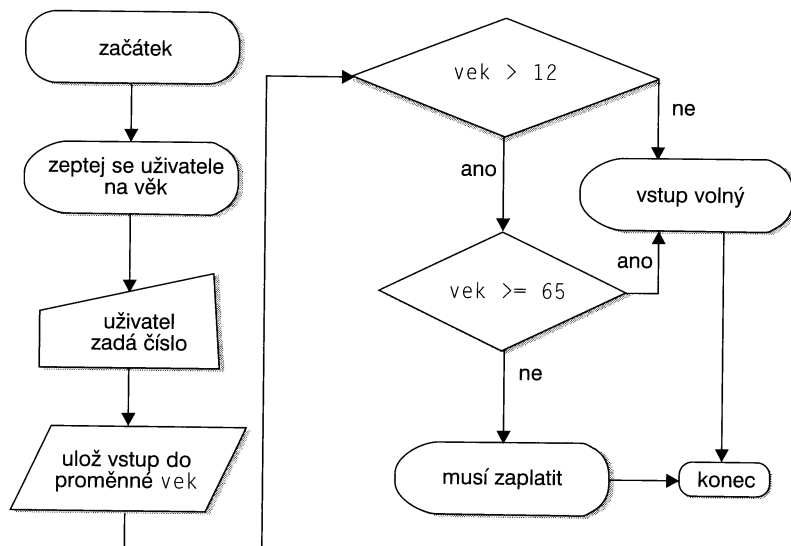 začátek
zeptej se uživatele
na věk
uživatel
zadá číslo
ulož vstup do
proměnné vek
vek > 12
ne
ano
vstup volný
vek >= 65
ano
ne
musí zaplatit
konec